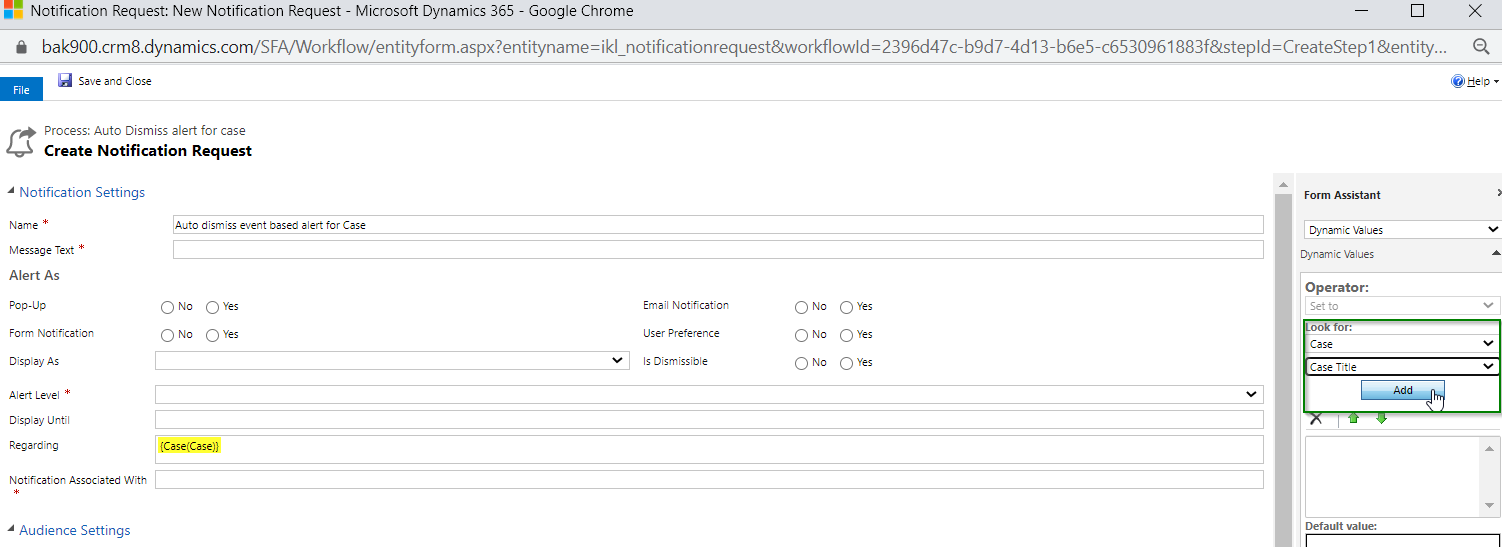 Notification Request: New Notification Request - Microsoft Dynamics 365 - Google Chrome
bak900.crm8.dynamics.com/SFA/Workflow/entityform.aspx?entityname=ikl_notificationrequest&workflowId=2396d47c-b9d7-4d13-b6e5-c6530961883f&stepId=CreateStep1&entity...
File
Save and Close
Help
Process: Auto Dismiss alert for case
Create Notification Request
Notification Settings
Name *
Auto dismiss event based alert for Case
Message Text *
Alert As
Pop-Up
No Yes
Email Notification
No Yes
Form Notification
No Yes
User Preference
No Yes
Display As
Is Dismissible
No Yes
Alert Level *
Display Until
Regarding
{Case(Case)}
Notification Associated With
*
Audience Settings
Form Assistant
Dynamic Values
Dynamic Values
Operator:
Set to
Look for:
Case
Case Title
Add
Default value: